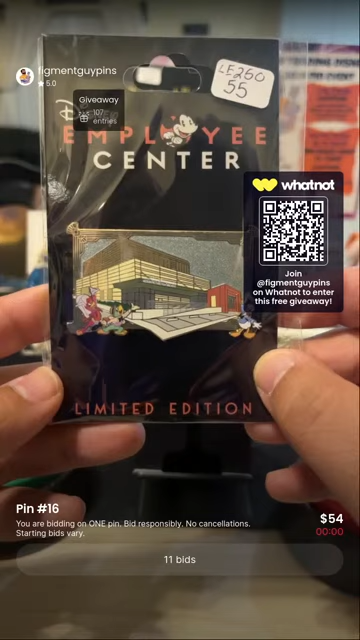 figmentguypins
★ 5.0
Giveaway
107
entries
LE260
55
EMPLOYEE
CENTER
whatnot
Join
@figmentguypins
on Whatnot to enter
this free giveaway!
LIMITED EDITION
Pin #16
$54
You are bidding on ONE pin. Bid responsibly. No cancellations.
Starting bids vary.
00:00
11 bids